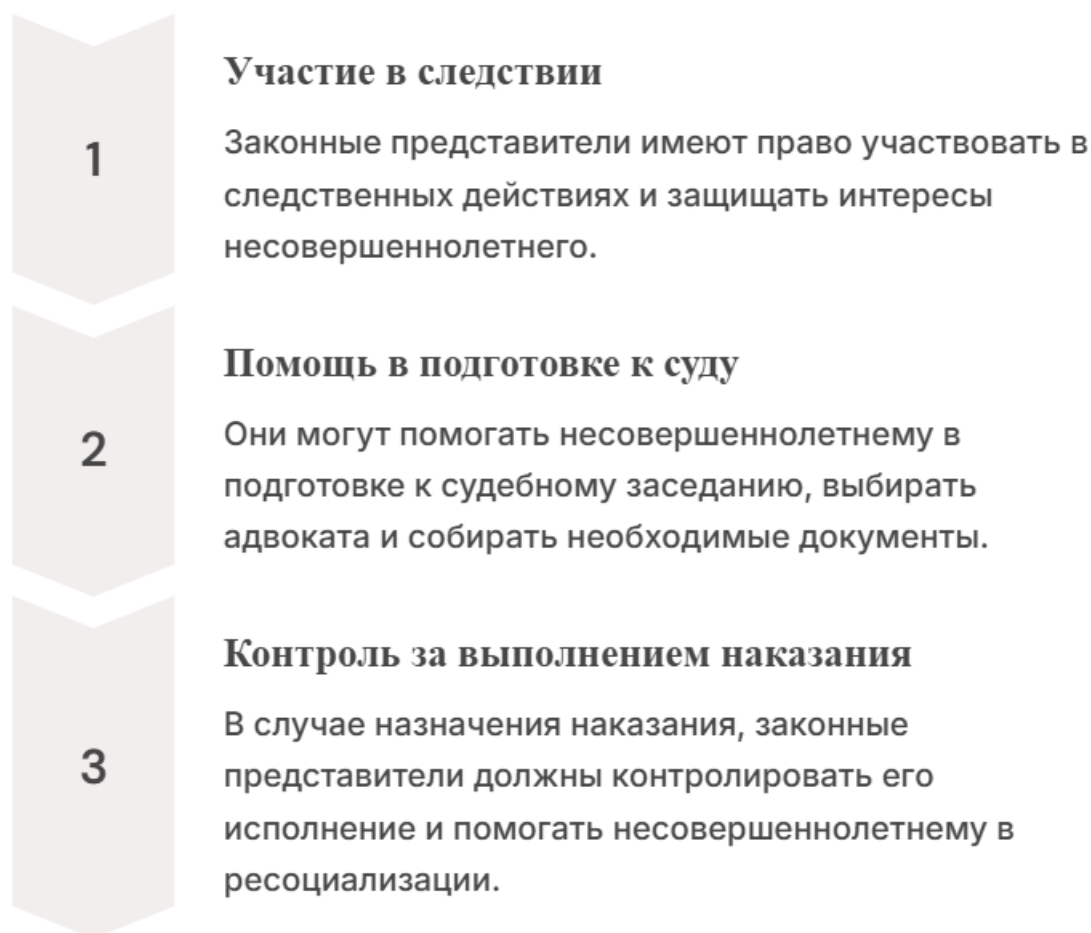 1
Участие в следствии
Законные представители имеют право участвовать в
следственных действиях и защищать интересы
несовершеннолетнего.
2
Помощь в подготовке к суду
Они могут помогать несовершеннолетнему в
подготовке к судебному заседанию, выбирать
адвоката и собирать необходимые документы.
3
Контроль за выполнением наказания
В случае назначения наказания, законные
представители должны контролировать его
исполнение и помогать несовершеннолетнему в
ресоциализации.